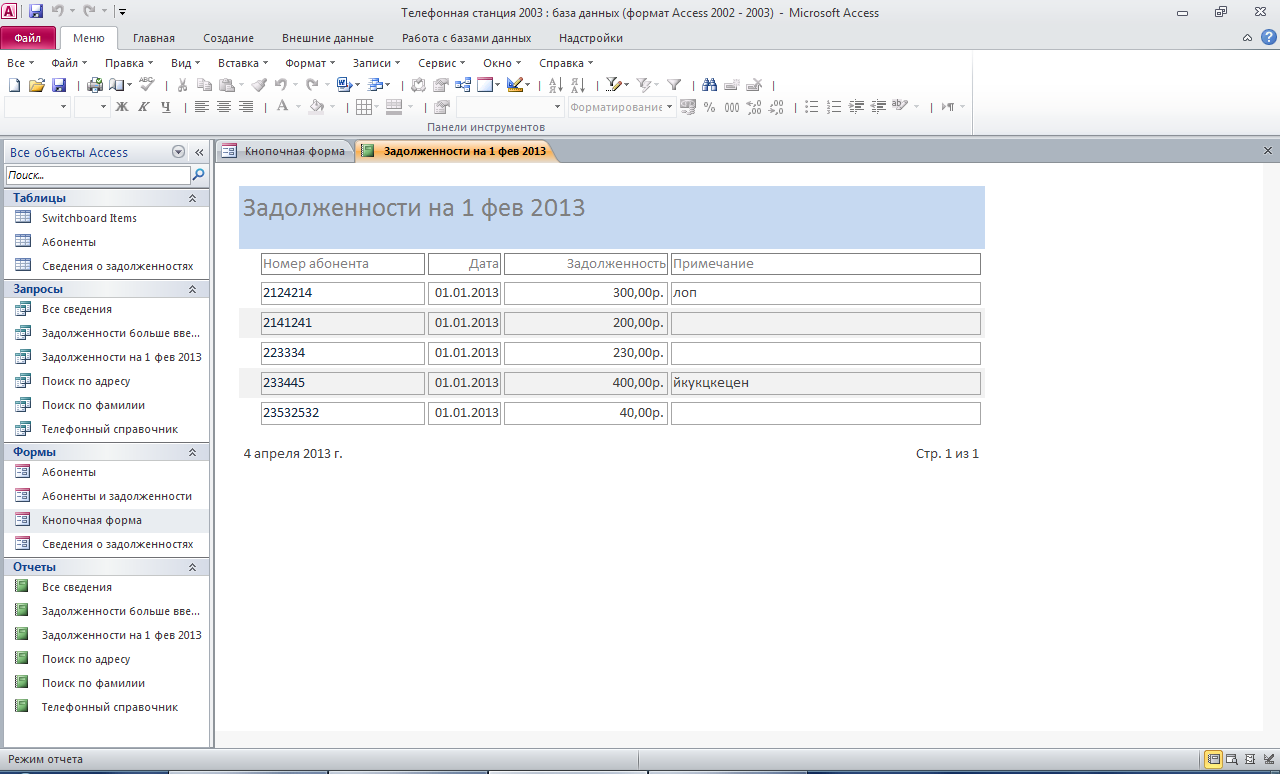 Телефонная станция 2003 : база данных (формат Access 2002 - 2003) - Microsoft Access
Файл Меню Главная Создание Внешние данные Работа с базами данных Надстройки
Все Файл Правка Вид Вставка Формат Записи Сервис Окно Справка
Ж К Ч Форматирование % 000
Панели инструментов
Все объекты Access
Поиск...
Таблицы
Switchboard Items
Абоненты
Сведения о задолженностях
Запросы
Все сведения
Задолженности больше вве...
Задолженности на 1 фев 2013
Поиск по адресу
Поиск по фамилии
Телефонный справочник
Формы
Абоненты
Абоненты и задолженности
Кнопочная форма
Сведения о задолженностях
Отчеты
Все сведения
Задолженности больше вве...
Задолженности на 1 фев 2013
Поиск по адресу
Поиск по фамилии
Телефонный справочник
Кнопочная форма Задолженности на 1 фев 2013
Задолженности на 1 фев 2013
Номер абонента Дата Задолженность Примечание
2124214 01.01.2013 300,00р. лоп
2141241 01.01.2013 200,00р.
223334 01.01.2013 230,00р.
233445 01.01.2013 400,00р. йкукцкецен
23532532 01.01.2013 40,00р.
4 апреля 2013 г. Стр. 1 из 1
Режим отчета